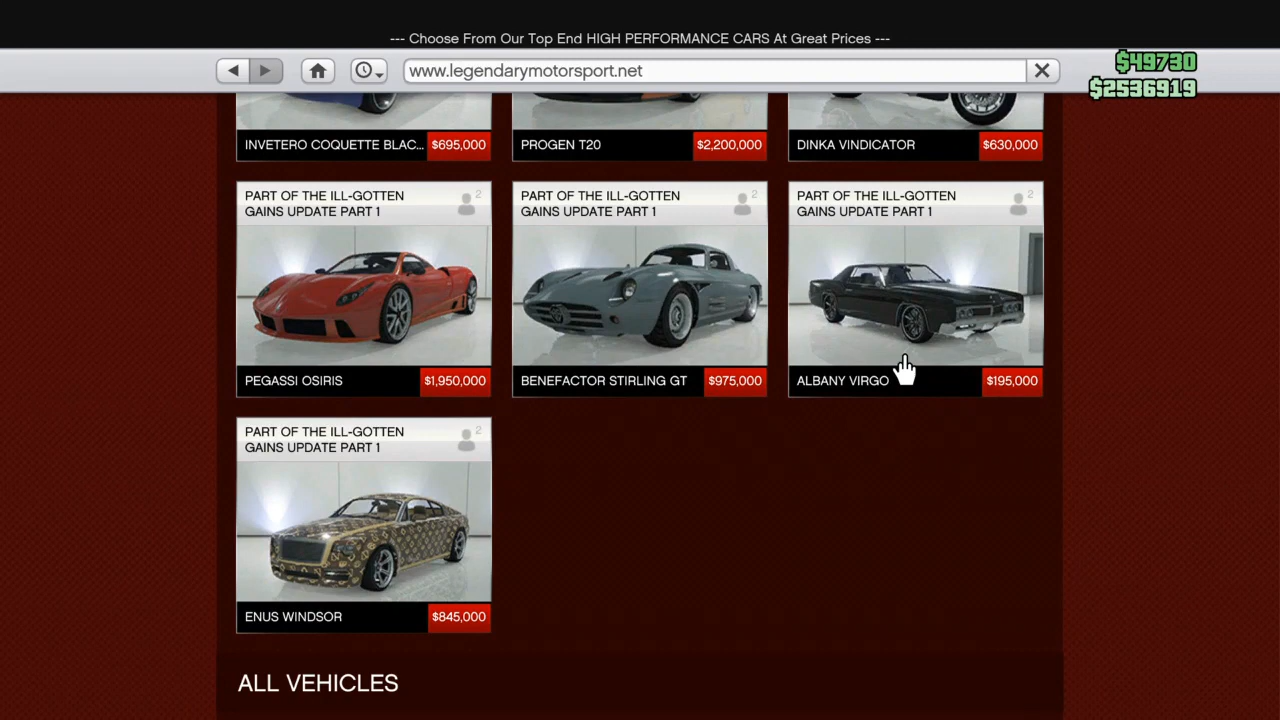 --- Choose From Our Top End HIGH PERFORMANCE CARS At Great Prices ---
www.legendarymotorsport.net
$49730
$2536919
INVETERO COQUETTE BLAC... $695,000
PROGEN T20 $2,200,000
DINKA VINDICATOR $630,000
PART OF THE ILL-GOTTEN
GAINS UPDATE PART 1
2
PEGASSI OSIRIS $1,950,000
PART OF THE ILL-GOTTEN
GAINS UPDATE PART 1
2
BENEFACTOR STIRLING GT $975,000
PART OF THE ILL-GOTTEN
GAINS UPDATE PART 1
2
ALBANY VIRGO $195,000
PART OF THE ILL-GOTTEN
GAINS UPDATE PART 1
2
ENUS WINDSOR $845,000
ALL VEHICLES